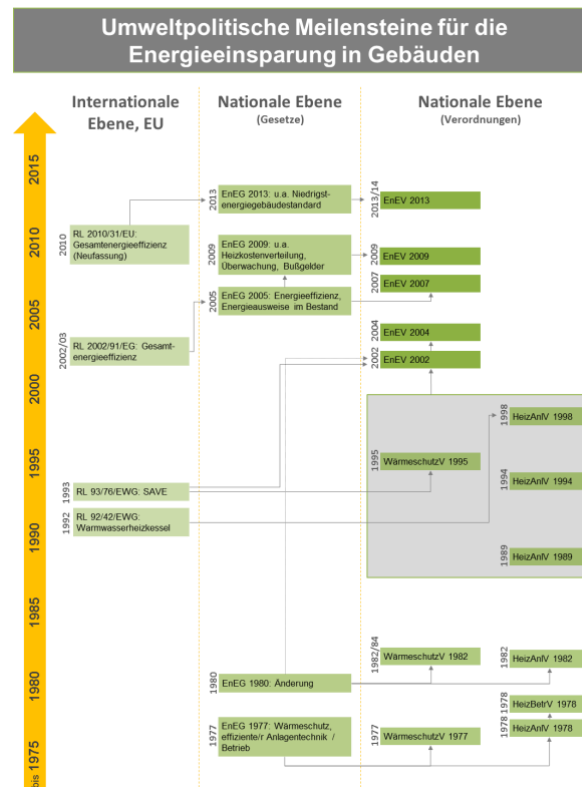 Umweltpolitische Meilensteine für die
Energieeinsparung in Gebäuden
Internationale
Ebene, EU
Nationale Ebene
(Gesetze)
Nationale Ebene
(Verordnungen)
2015
2010
2005
2000
1995
1990
1985
1980
bis 1975
2013
EnEG 2013: u.a. Niedrigst-
energiegebäudestandard
2013/14
EnEV 2013
2010
RL 2010/31/EU:
Gesamtenergieeffizienz
(Neufassung)
2009
EnEG 2009: u.a.
Heizkostenverteilung,
Überwachung, Bußgelder
2009
EnEV 2009
2007
EnEV 2007
2005
EnEG 2005: Energieeffizienz,
Energieausweise im Bestand
2002/03
RL 2002/91/EG: Gesamt-
energieeffizienz
2004
EnEV 2004
2002
EnEV 2002
1998
HeizAnlV 1998
1995
WärmeschutzV 1995
1994
HeizAnlV 1994
1993
RL 93/76/EWG: SAVE
1992
RL 92/42/EWG:
Warmwasserheizkessel
1989
HeizAnlV 1989
1982/84
WärmeschutzV 1982
1982
HeizAnlV 1982
1980
EnEG 1980: Änderung
1978
HeizBetrV 1978
1978
HeizAnlV 1978
1977
EnEG 1977: Wärmeschutz,
effiziente/r Anlagentechnik /
Betrieb
1977
WärmeschutzV 1977